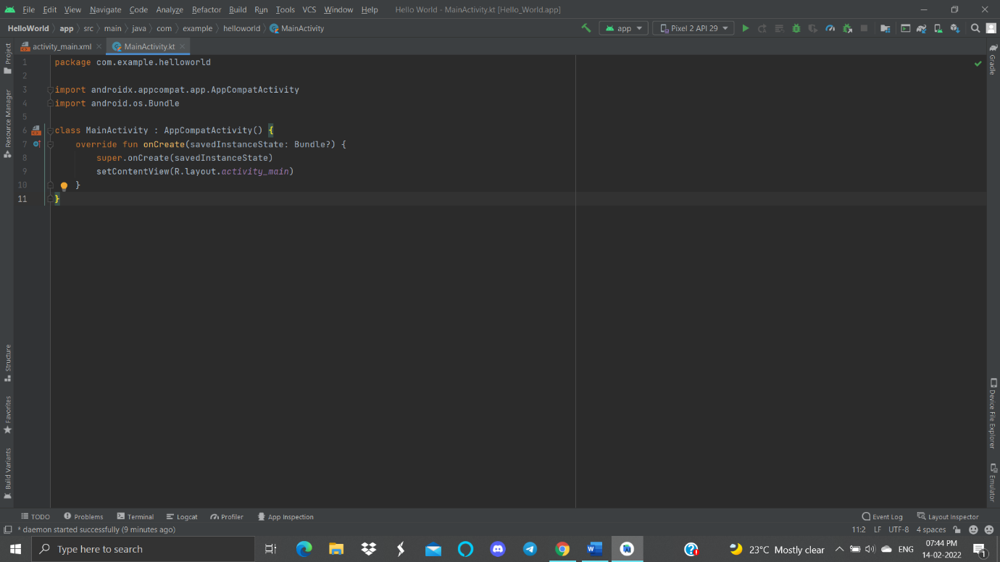 File Edit View Navigate Code Analyze Refactor Build Run Tools VCS Window Help Hello World - MainActivity.kt [Hello_World.app]
HelloWorld app src main java com example helloworld MainActivity app Pixel 2 API 29
activity_main.xml MainActivity.kt
1 package com.example.helloworld
2
3 import androidx.appcompat.app.AppCompatActivity
4 import android.os.Bundle
5
6 class MainActivity : AppCompatActivity() {
7 override fun onCreate(savedInstanceState: Bundle?) {
8 super.onCreate(savedInstanceState)
9 setContentView(R.layout.activity_main)
10 }
11 }
Project
Resource Manager
Structure
Favorites
Build Variants
Gradle
Device File Explorer
Emulator
TODO Problems Terminal Logcat Profiler App Inspection Event Log Layout Inspector
* daemon started successfully (9 minutes ago) 11:2 LF UTF-8 4 spaces
Type here to search 23°C Mostly clear ENG 07:44 PM
14-02-2022
1